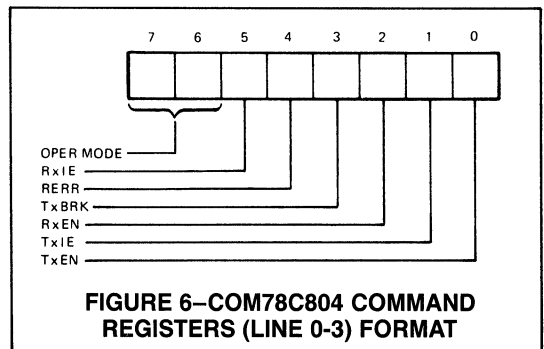 7 6 5 4 3 2 1 0
OPER MODE
RxIE
RERR
TxBRK
RxEN
TxIE
TxEN
FIGURE 6–COM78C804 COMMAND
REGISTERS (LINE 0-3) FORMAT